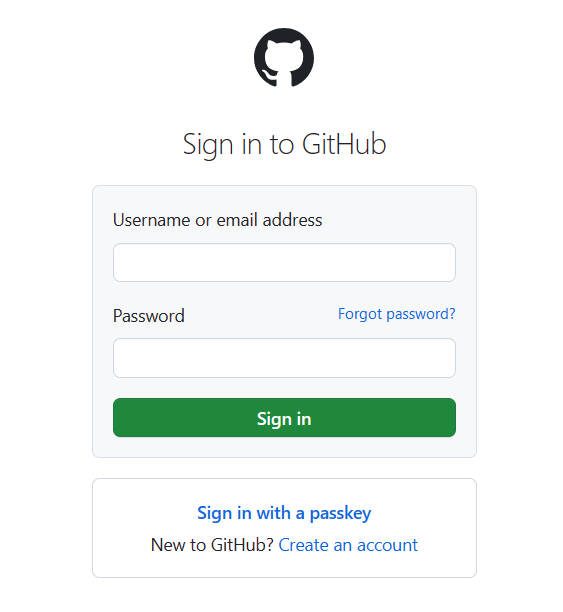 Sign in to GitHub
Username or email address
Password Forgot password?
Sign in
Sign in with a passkey
New to GitHub? Create an account